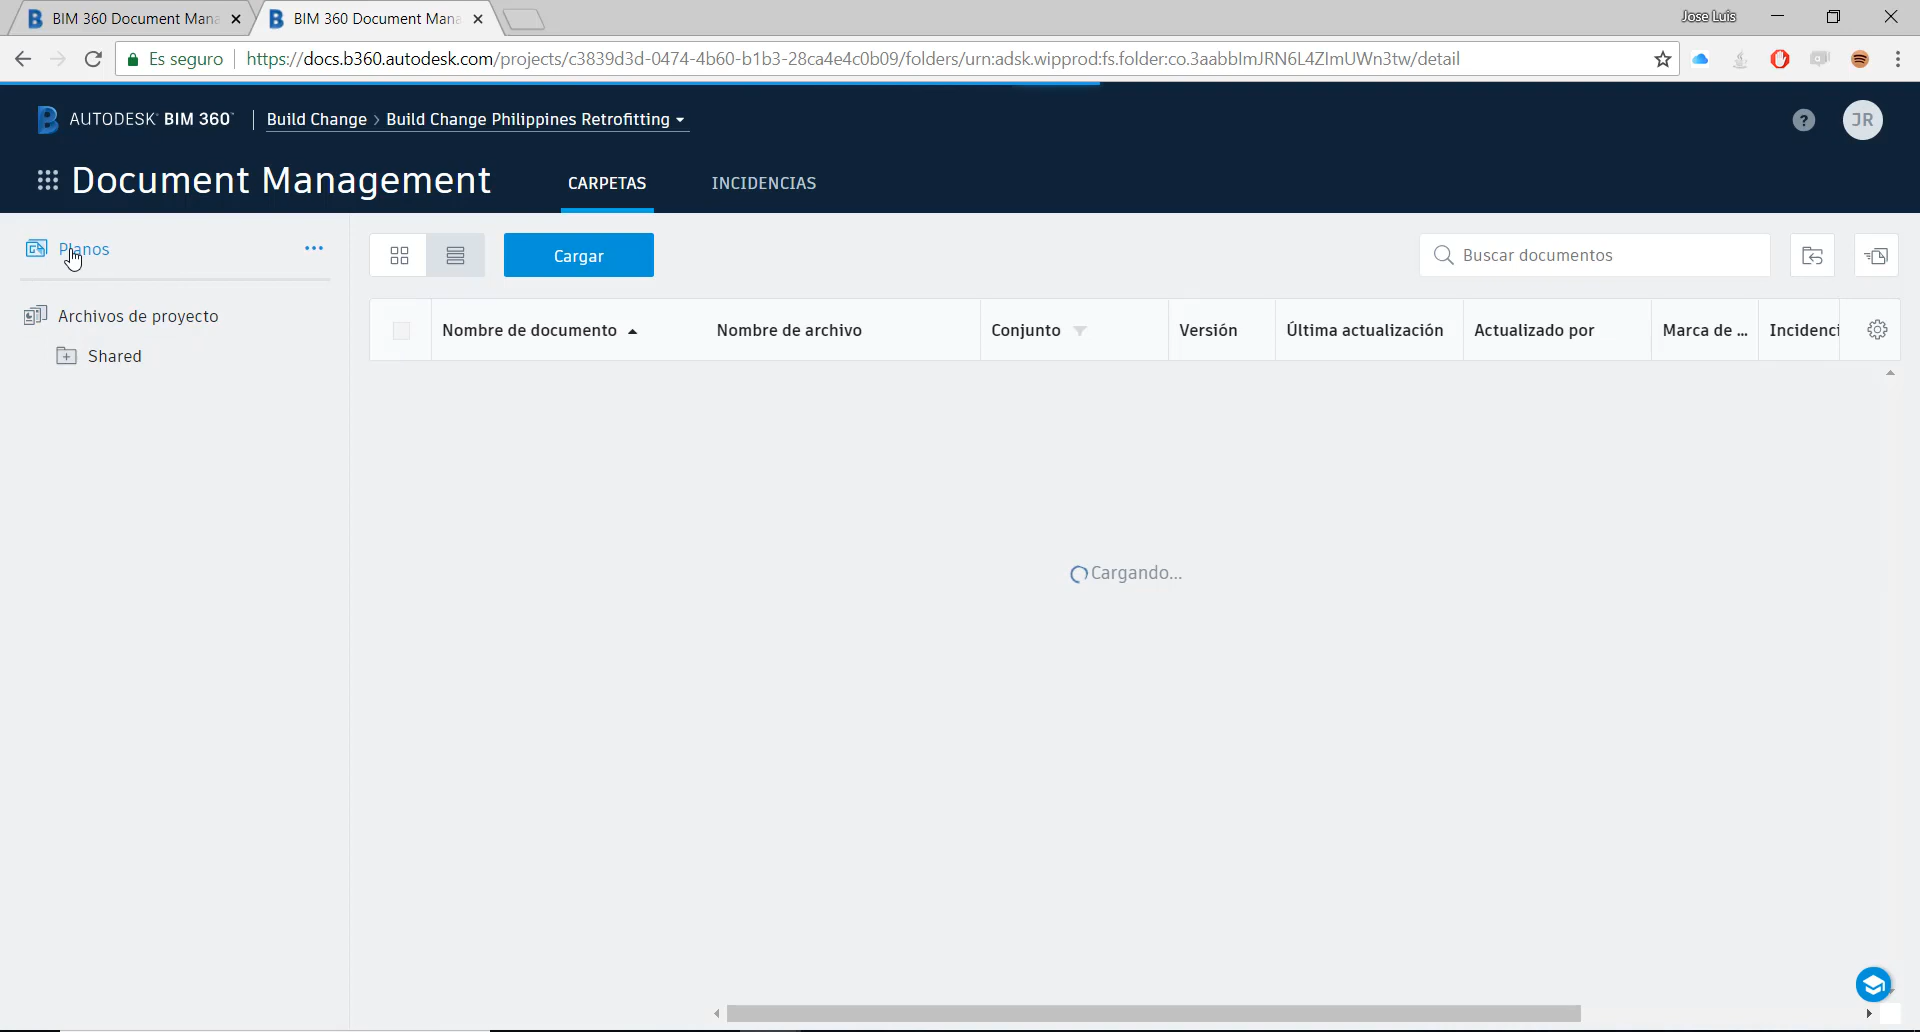 BIM 360 Document Mana
BIM 360 Document Mana
Jose Luis
Es seguro
https://docs.b360.autodesk.com/projects/c3839d3d-0474-4b60-b1b3-28ca4e4c0b09/folders/urn:adsk.wipprod:fs.folder:co.3aabbImJRN6L4ZImUWn3tw/detail
AUTODESK BIM 360
Build Change > Build Change Philippines Retrofitting
?
JR
Document Management
CARPETAS
INCIDENCIAS
Planos
Cargar
Buscar documentos
Archivos de proyecto
Shared
Nombre de documento
Nombre de archivo
Conjunto
Versión
Última actualización
Actualizado por
Marca de ...
Incidenci
Cargando...